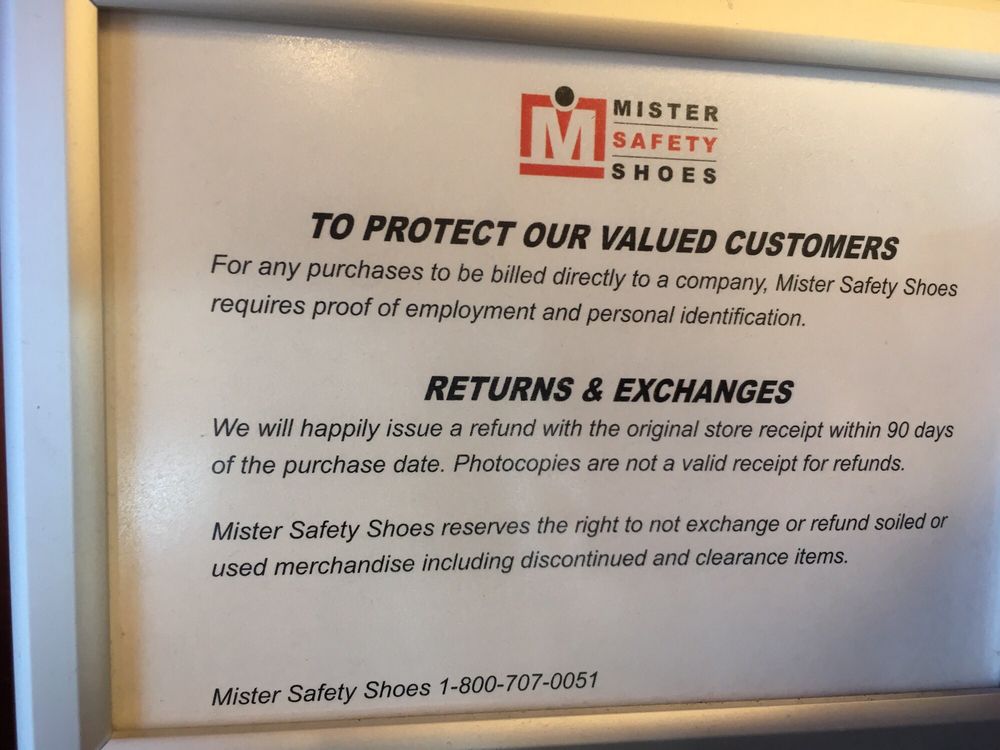 M
MISTER
SAFETY
SHOES
TO PROTECT OUR VALUED CUSTOMERS
For any purchases to be billed directly to a company, Mister Safety Shoes
requires proof of employment and personal identification.
RETURNS & EXCHANGES
We will happily issue a refund with the original store receipt within 90 days
of the purchase date. Photocopies are not a valid receipt for refunds.
Mister Safety Shoes reserves the right to not exchange or refund soiled or
used merchandise including discontinued and clearance items.
Mister Safety Shoes 1-800-707-0051